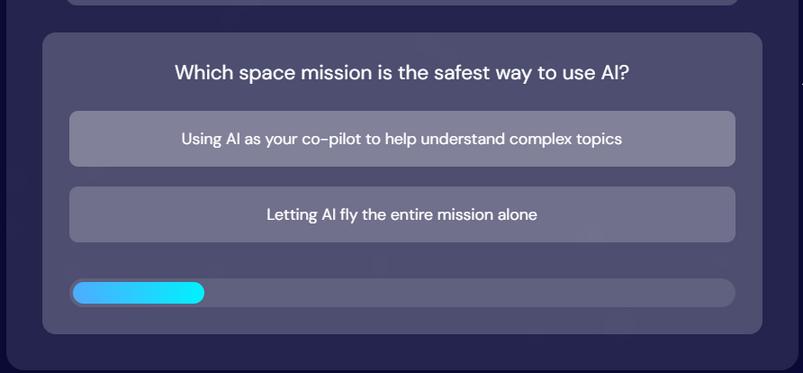 Which space mission is the safest way to use AI?
Using AI as your co-pilot to help understand complex topics
Letting AI fly the entire mission alone